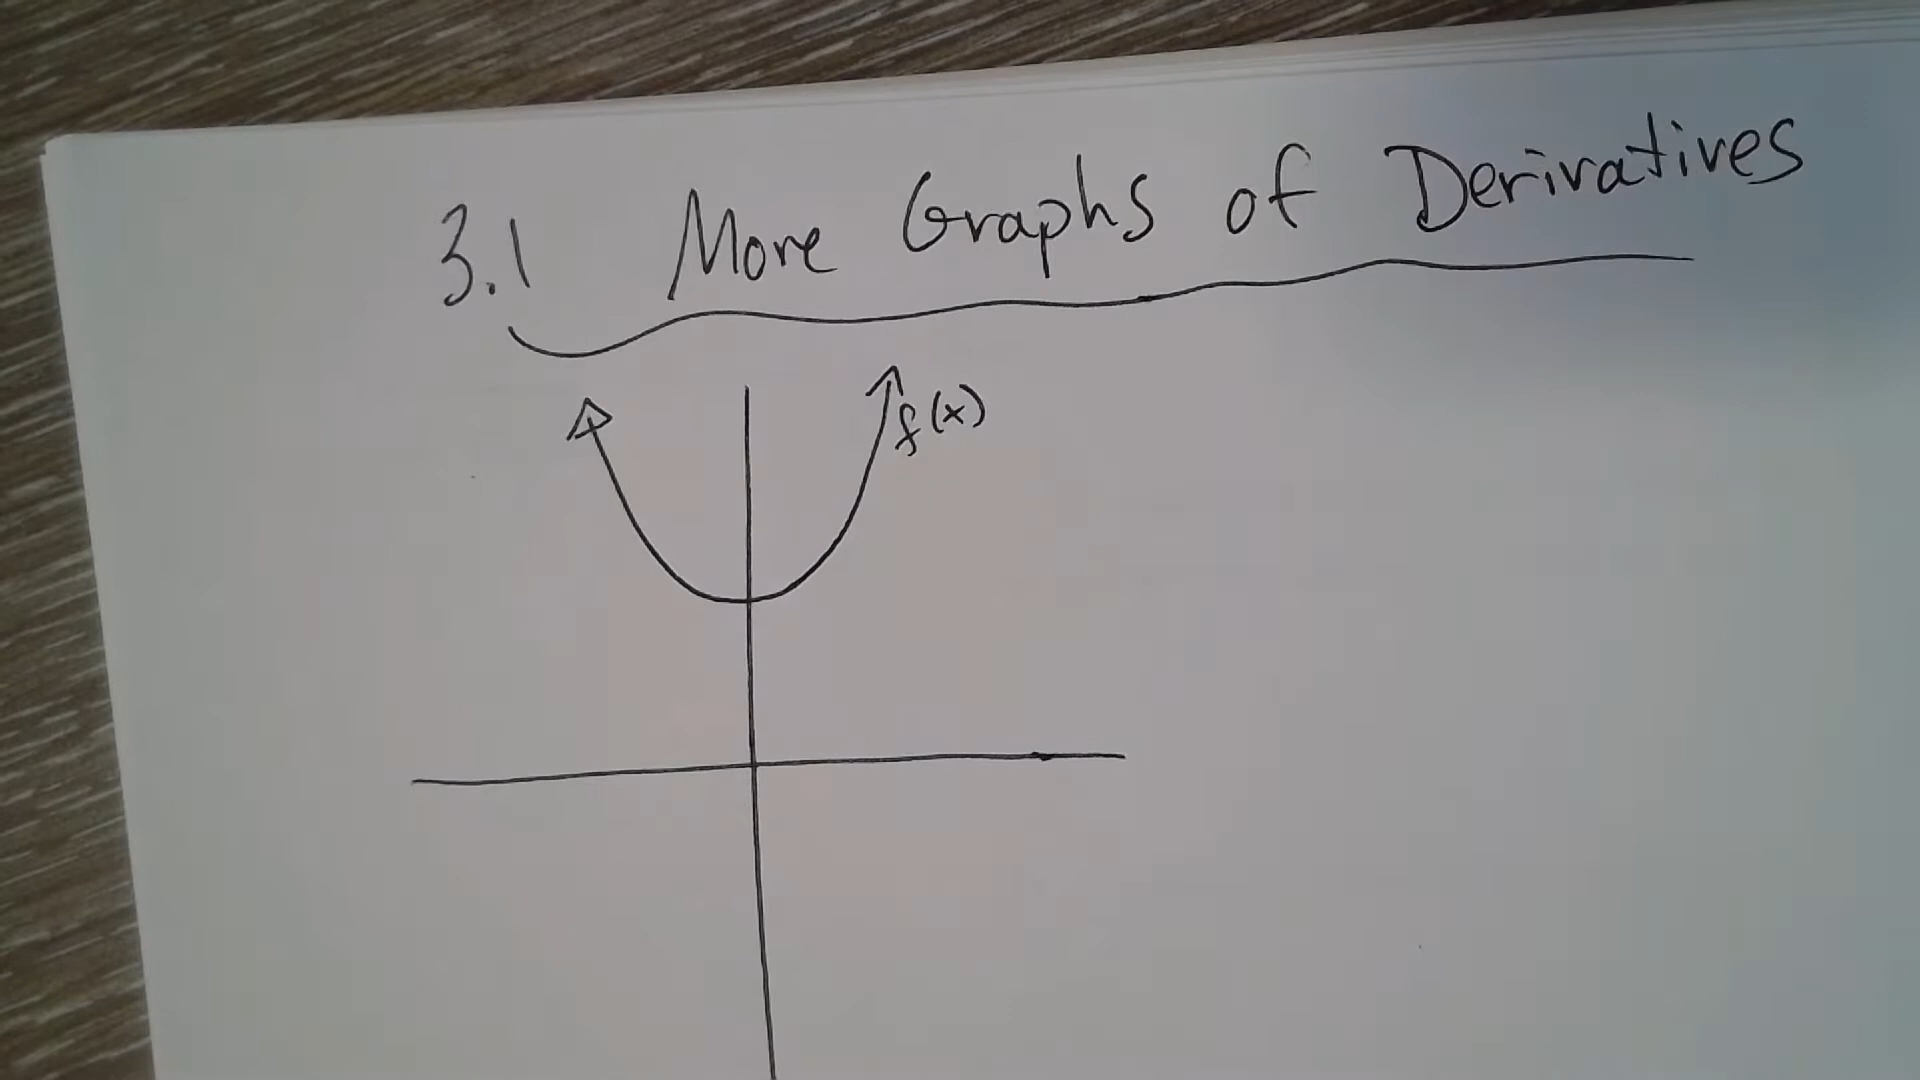 3.1 More Graphs of Derivatives
f(x)